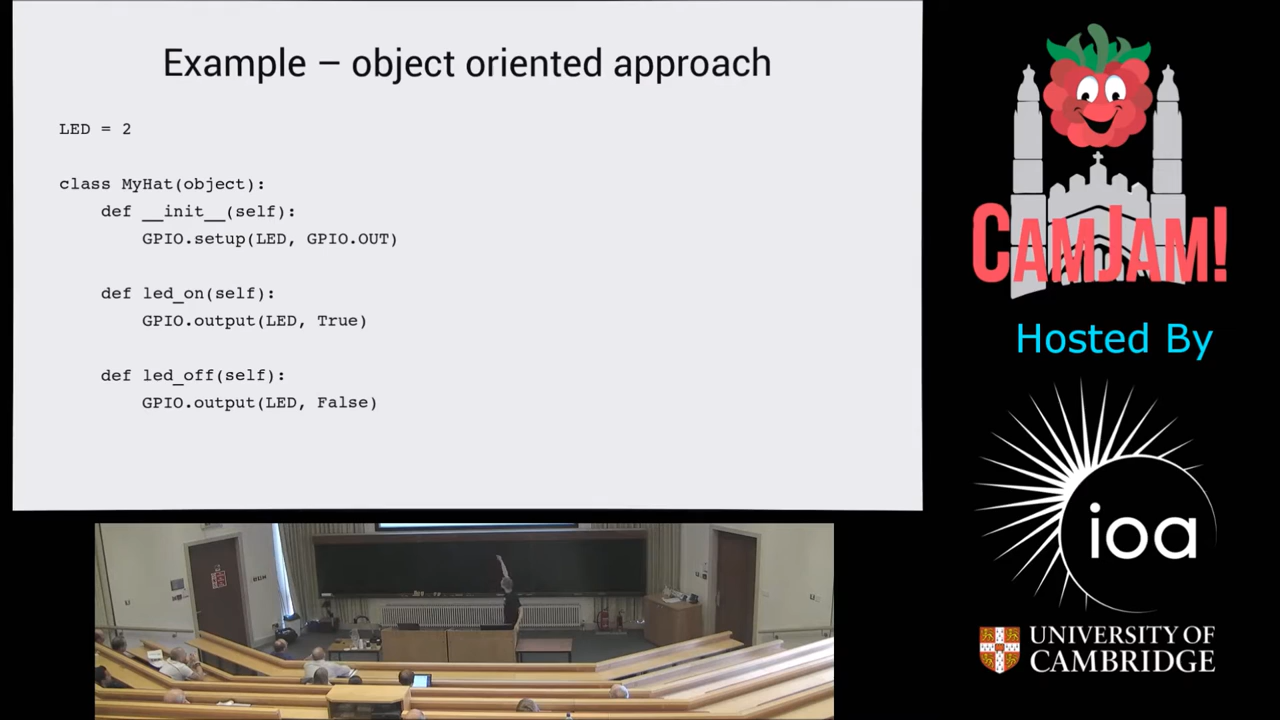 Example – object oriented approach
LED = 2
class MyHat(object):
def __init__(self):
GPIO.setup(LED, GPIO.OUT)
def led_on(self):
GPIO.output(LED, True)
def led_off(self):
GPIO.output(LED, False)
CAMJAM!
Hosted By
ioa
UNIVERSITY OF
CAMBRIDGE